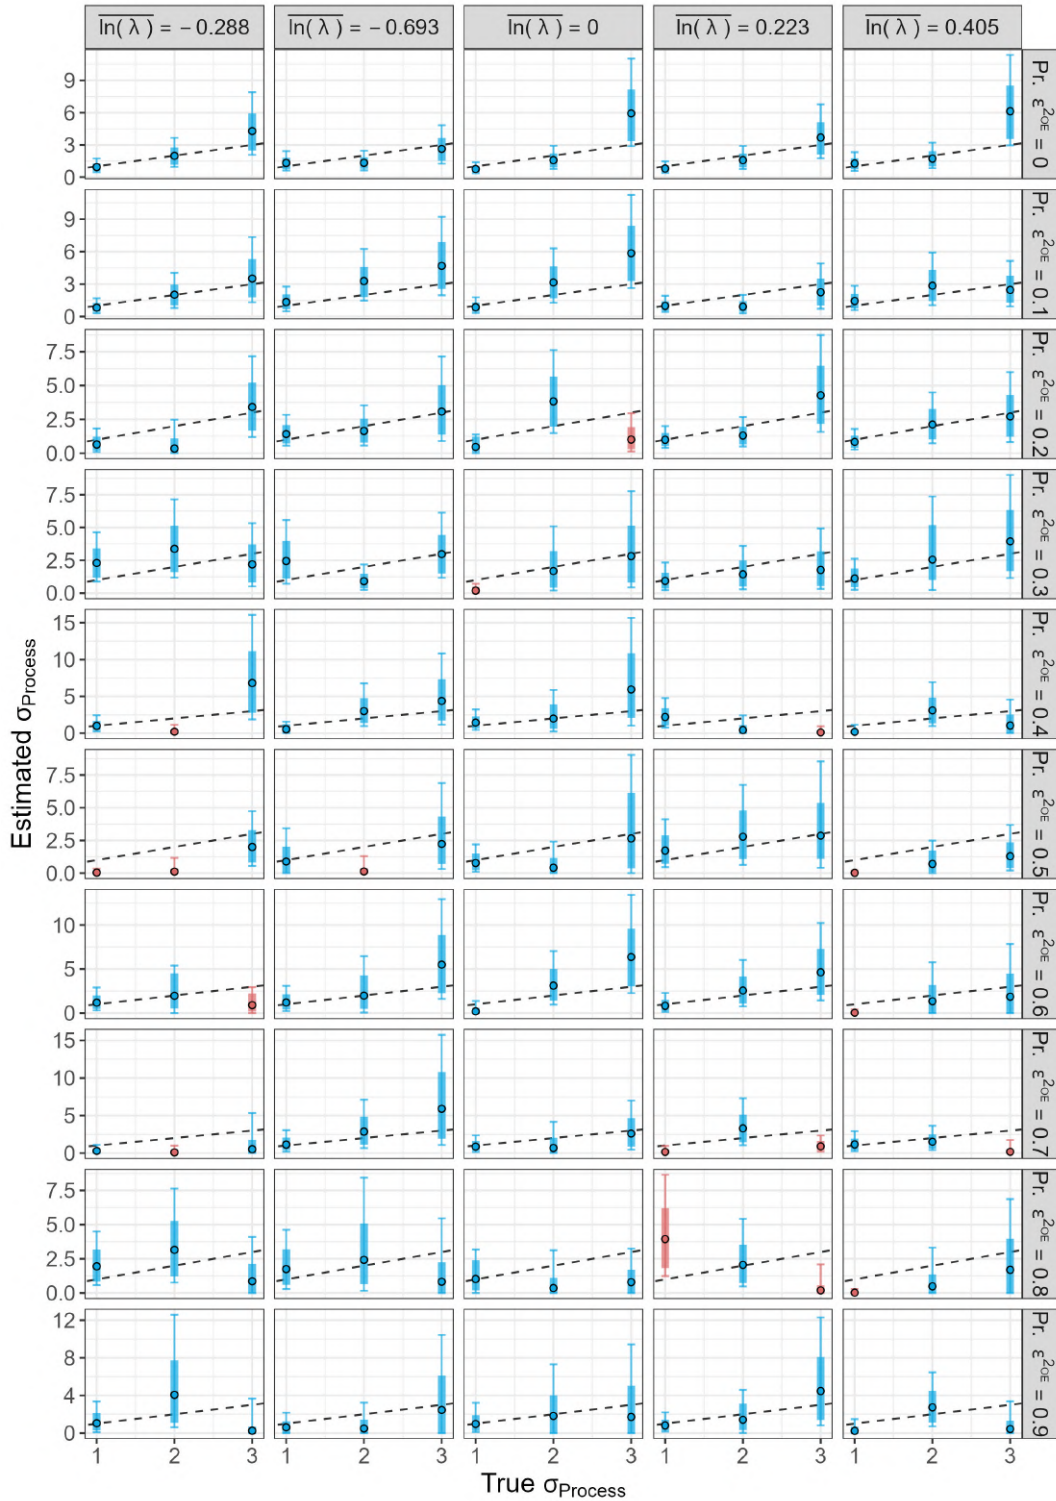 ln( λ ) = − 0.288 ln( λ ) = − 0.693 ln( λ ) = 0 ln( λ ) = 0.223 ln( λ ) = 0.405
9
6
3
0
Pr. ε²OE = 0
9
6
3
0
Pr. ε²OE = 0.1
7.5
5.0
2.5
0.0
Pr. ε²OE = 0.2
7.5
5.0
2.5
0.0
Pr. ε²OE = 0.3
15
10
5
0
Pr. ε²OE = 0.4
Estimated σProcess
7.5
5.0
2.5
0.0
Pr. ε²OE = 0.5
10
5
0
Pr. ε²OE = 0.6
15
10
5
0
Pr. ε²OE = 0.7
7.5
5.0
2.5
0.0
Pr. ε²OE = 0.8
12
8
4
0
Pr. ε²OE = 0.9
1 2 3 1 2 3 1 2 3 1 2 3 1 2 3
True σProcess